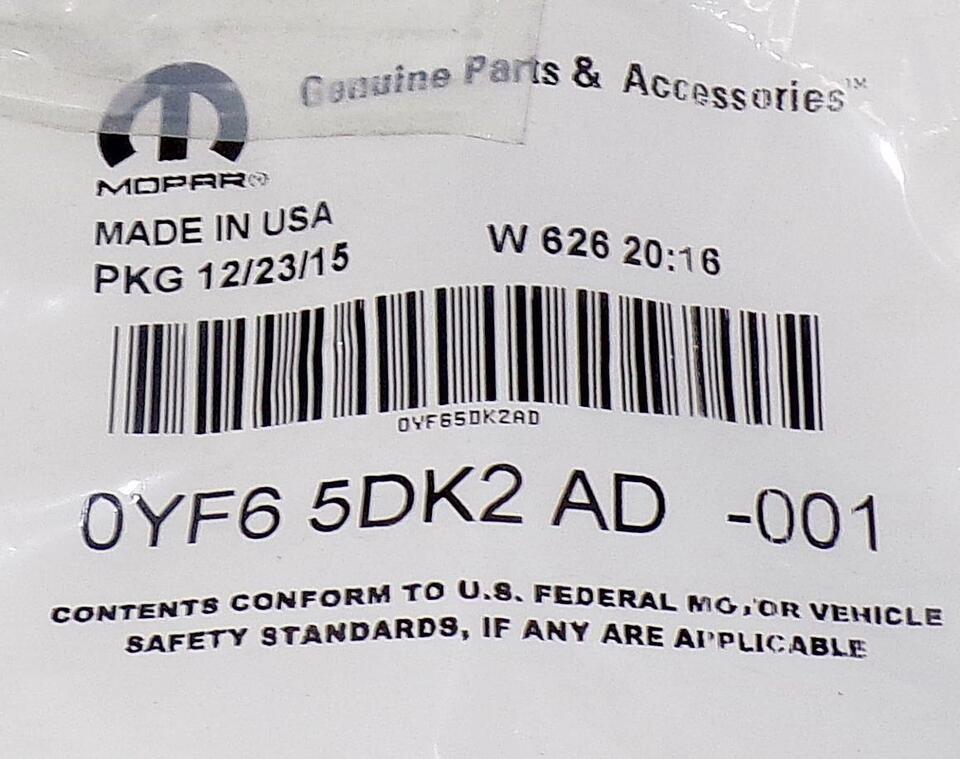 Genuine Parts & Accessories™
MOPAR®
MADE IN USA
PKG 12/23/15
W 626 20:16
0YF65DK2AD
0YF6 5DK2 AD -001
CONTENTS CONFORM TO U.S. FEDERAL MOTOR VEHICLE
SAFETY STANDARDS, IF ANY ARE APPLICABLE